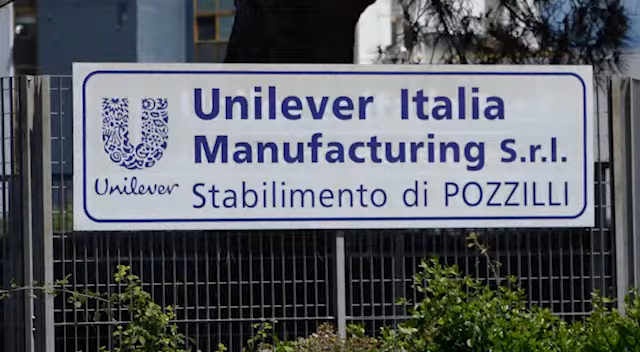 Unilever Italia
Manufacturing S.r.l.
Unilever
Stabilimento di POZZILLI